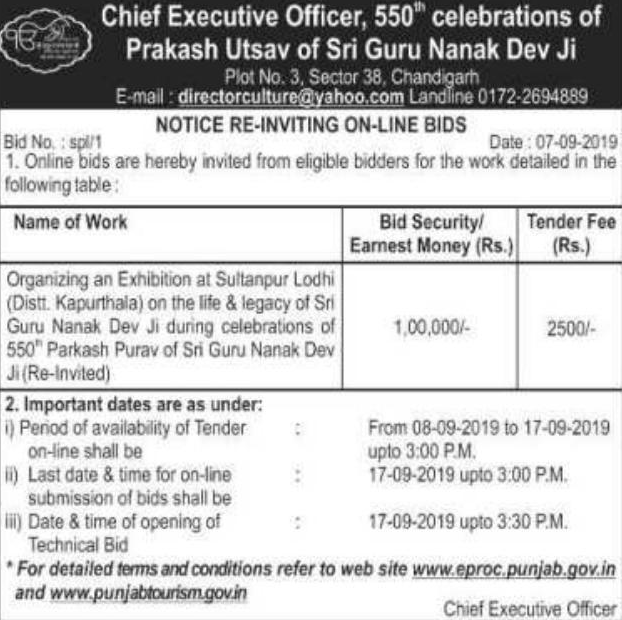 Chief Executive Officer, 550th celebrations of
Prakash Utsav of Sri Guru Nanak Dev Ji
Plot No. 3, Sector 38, Chandigarh
E-mail : directorculture@yahoo.com Landline 0172-2694889
NOTICE RE-INVITING ON-LINE BIDS
Bid No. : spl/1 Date : 07-09-2019
1. Online bids are hereby invited from eligible bidders for the work detailed in the
following table :
Name of Work Bid Security/ Tender Fee
Earnest Money (Rs.) (Rs.)
Organizing an Exhibition at Sultanpur Lodhi
(Distt. Kapurthala) on the life & legacy of Sri
Guru Nanak Dev Ji during celebrations of 1,00,000/- 2500/-
550th Parkash Purav of Sri Guru Nanak Dev
Ji (Re-Invited)
2. Important dates are as under:
i) Period of availability of Tender : From 08-09-2019 to 17-09-2019
on-line shall be upto 3:00 P.M.
ii) Last date & time for on-line : 17-09-2019 upto 3:00 P.M.
submission of bids shall be
iii) Date & time of opening of : 17-09-2019 upto 3:30 P.M.
Technical Bid
* For detailed terms and conditions refer to web site www.eproc.punjab.gov.in
and www.punjabtourism.gov.in
Chief Executive Officer